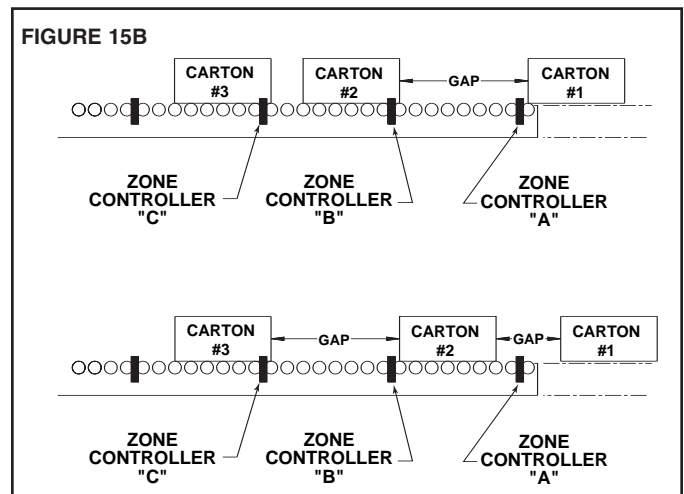 FIGURE 15B
CARTON
#3
CARTON
#2
GAP
CARTON
#1
ZONE
CONTROLLER
"C"
ZONE
CONTROLLER
"B"
ZONE
CONTROLLER
"A"
CARTON
#3
GAP
CARTON
#2
GAP
CARTON
#1
ZONE
CONTROLLER
"C"
ZONE
CONTROLLER
"B"
ZONE
CONTROLLER
"A"